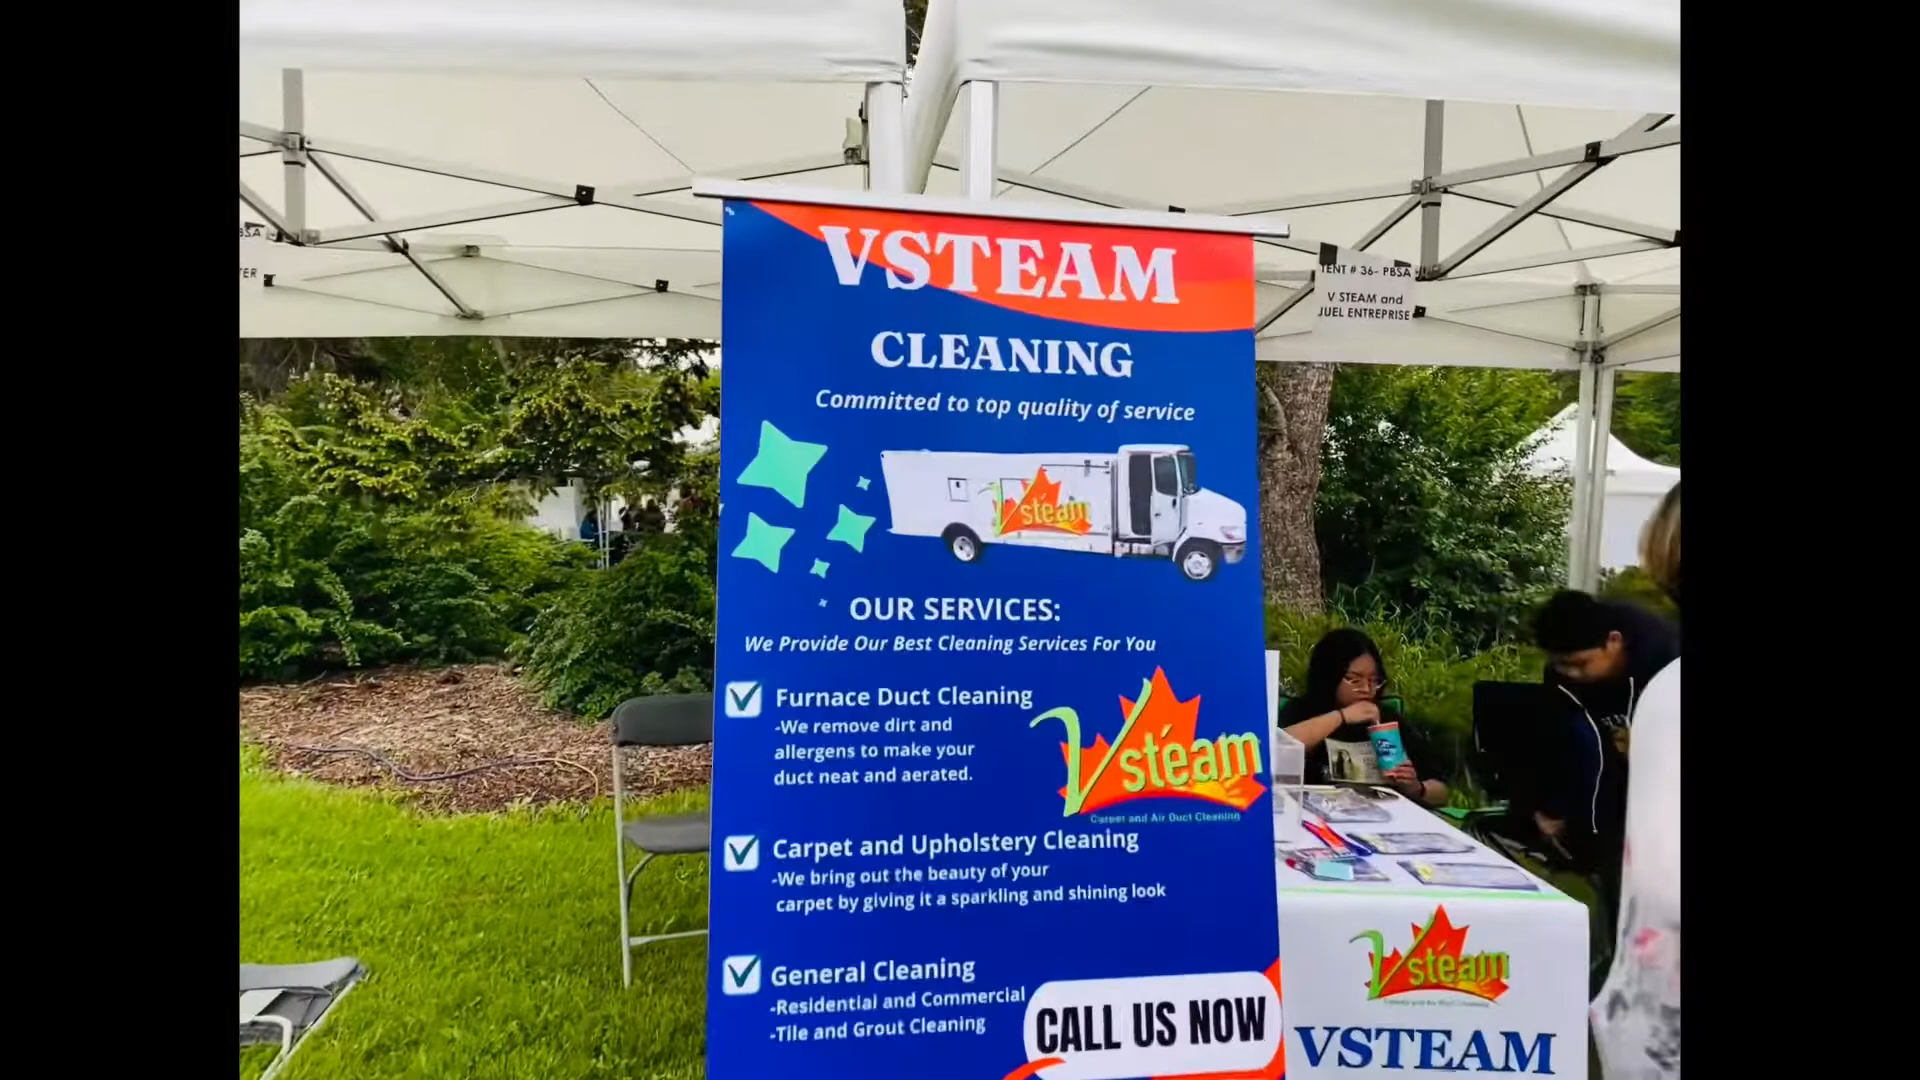 VSTEAM
CLEANING
Committed to top quality of service
Vsteam
OUR SERVICES:
We Provide Our Best Cleaning Services For You
Furnace Duct Cleaning
-We remove dirt and
allergens to make your
duct neat and aerated.
Vsteam
Carpet and Air Duct Cleaning
Carpet and Upholstery Cleaning
-We bring out the beauty of your
carpet by giving it a sparkling and shining look
General Cleaning
-Residential and Commercial
-Tile and Grout Cleaning
CALL US NOW
TENT # 36- PBSA
V STEAM and
JUEL ENTREPRISE
Vsteam
VSTEAM